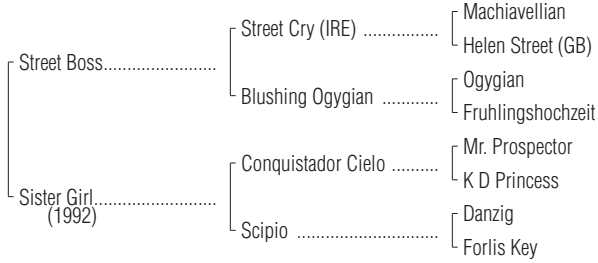 Machiavellian
Street Cry (IRE) ................
Helen Street (GB)
Street Boss........................
Ogygian
Blushing Ogygian ............
Fruhlingshochzeit
Mr. Prospector
Conquistador Cielo ..........
K D Princess
Sister Girl..........................
(1992)
Danzig
Scipio ..............................
Forlis Key